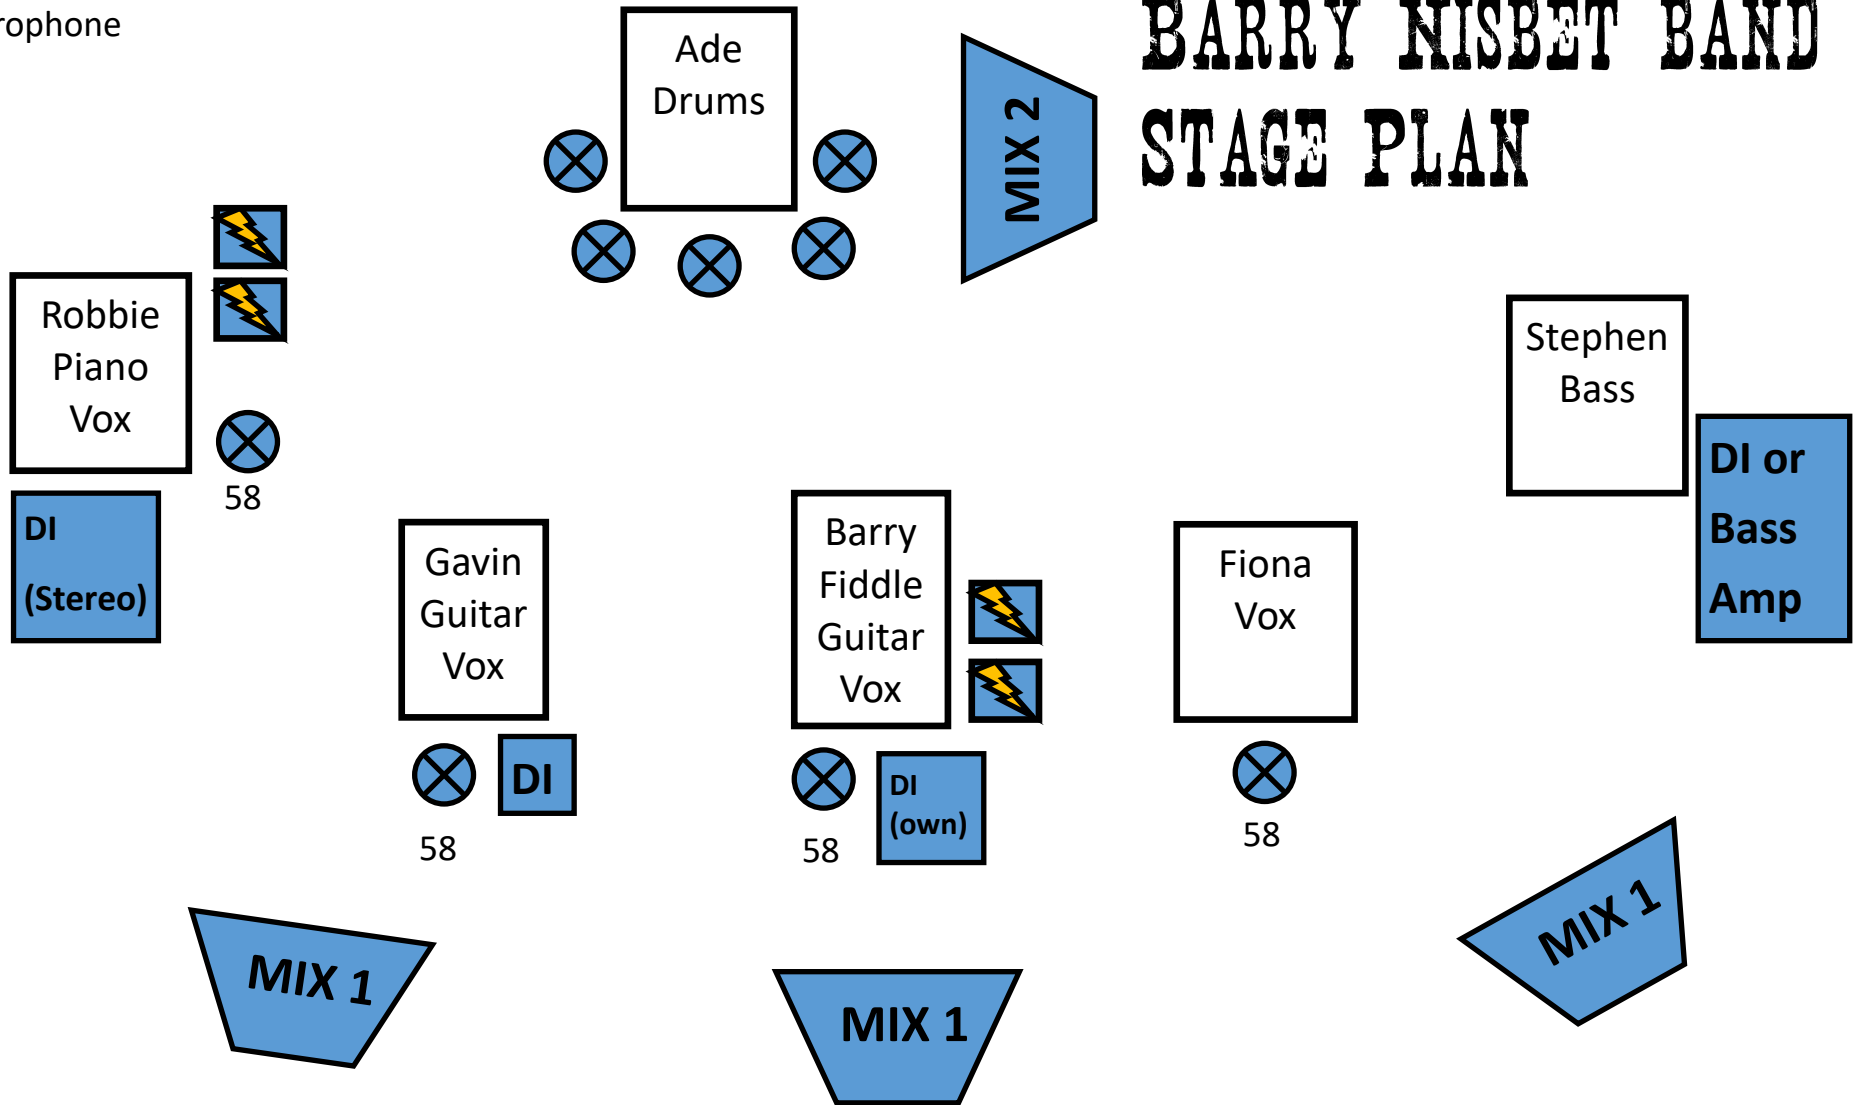 rophone
BARRY NISBET BAND
STAGE PLAN
Ade
Drums
MIX 2
Robbie
Piano
Vox
58
DI
(Stereo)
Stephen
Bass
DI or
Bass
Amp
Gavin
Guitar
Vox
58
DI
Barry
Fiddle
Guitar
Vox
58
DI
(own)
Fiona
Vox
58
MIX 1
MIX 1
MIX 1